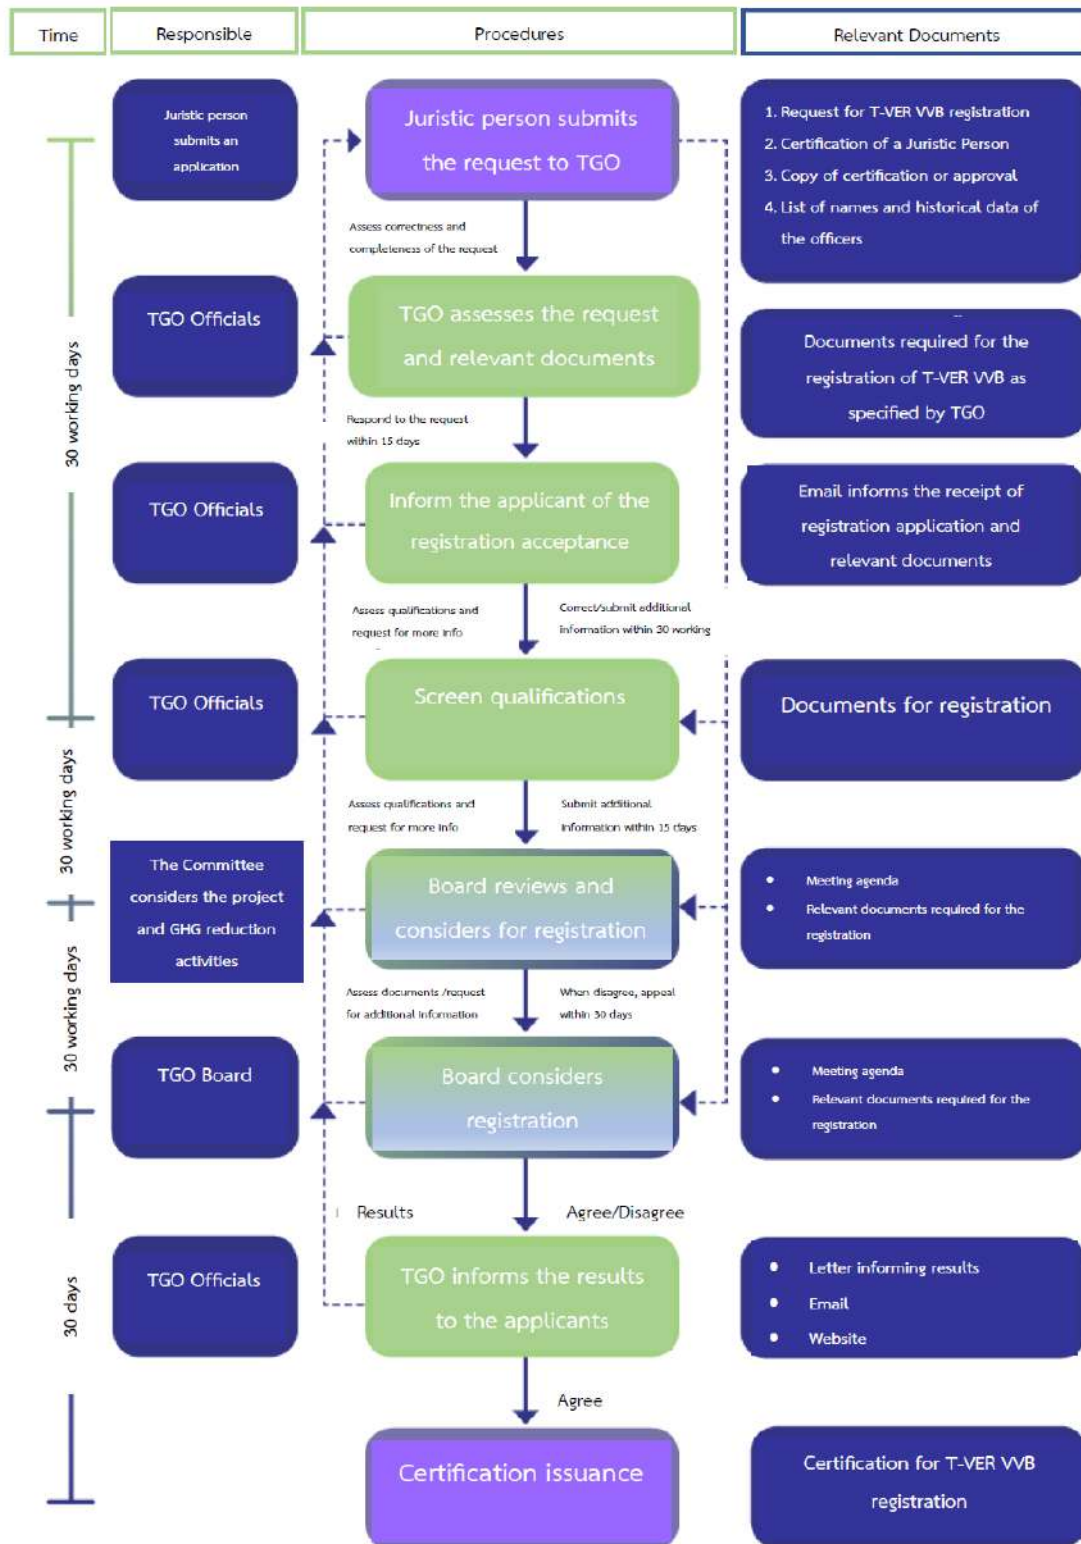 Time
Responsible
Procedures
Relevant Documents
Juristic person
submits an
application
Juristic person submits
the request to TGO
1. Request for T-VER VVB registration
2. Certification of a Juristic Person
3. Copy of certification or approval
4. List of names and historical data of
the officers
Assess correctness and
completeness of the request
30 working days
TGO Officials
TGO assesses the request
and relevant documents
Documents required for the
registration of T-VER VVB as
specified by TGO
Respond to the request
within 15 days
TGO Officials
Inform the applicant of the
registration acceptance
Email informs the receipt of
registration application and
relevant documents
Assess qualifications and
request for more info
Correct/submit additional
information within 30 working
TGO Officials
Screen qualifications
Documents for registration
30 working days
Assess qualifications and
request for more info
Submit additional
information within 15 days
The Committee
considers the project
and GHG reduction
activities
Board reviews and
considers for registration
• Meeting agenda
• Relevant documents required for the
registration
30 working days
Assess documents /request
for additional information
When disagree, appeal
within 30 days
TGO Board
Board considers
registration
• Meeting agenda
• Relevant documents required for the
registration
Results
Agree/Disagree
30 days
TGO Officials
TGO informs the results
to the applicants
• Letter informing results
• Email
• Website
Agree
Certification issuance
Certification for T-VER VVB
registration